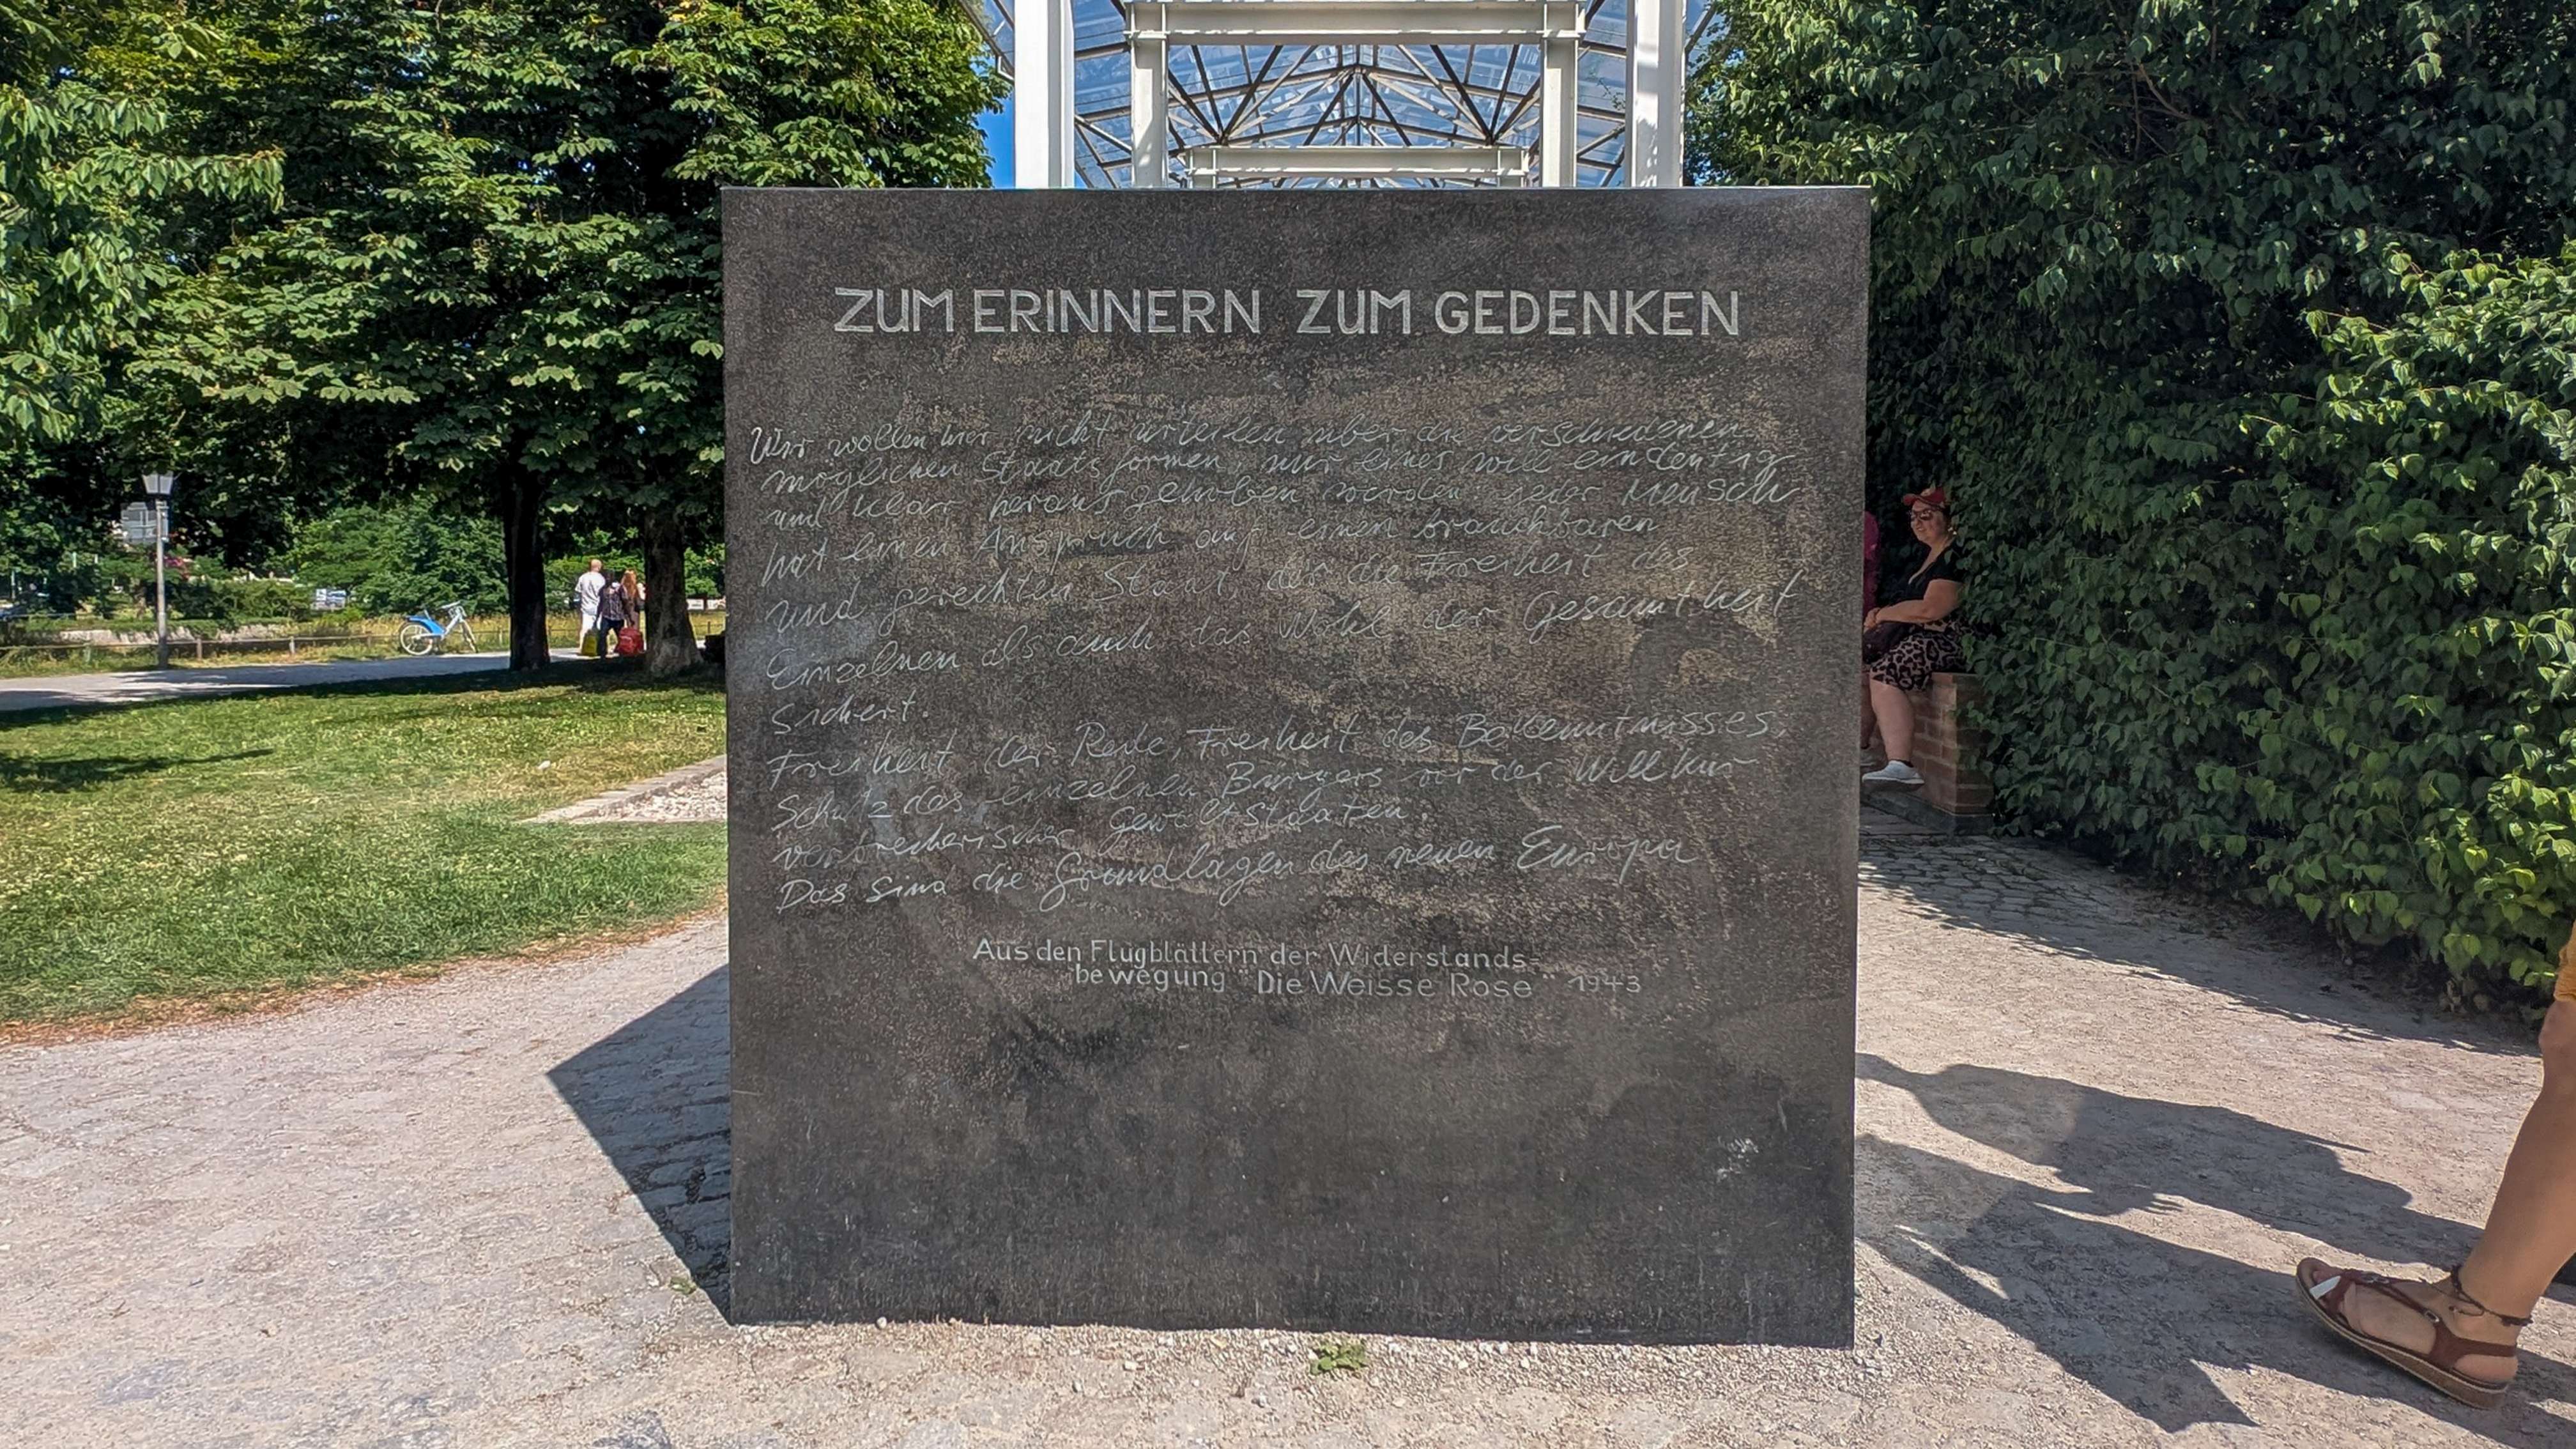 ZUM ERINNERN ZUM GEDENKEN
Wir wollen hier nicht urteilen über die verschiedenen
möglichen Staatsformen, nur eines will eindeutig
und klar herausgehoben werden: jeder Mensch
hat einen Anspruch auf einen brauchbaren
und gerechten Staat, der die Freiheit des
Einzelnen als auch das Wohl der Gesamtheit
sichert.
Freiheit der Rede, Freiheit des Bekenntnisses,
Schutz des einzelnen Bürgers vor der Willkür
verbrecherischer Gewaltstaaten.
Das sind die Grundlagen des neuen Europa
Aus den Flugblättern der Widerstands-
bewegung "Die Weisse Rose" 1943